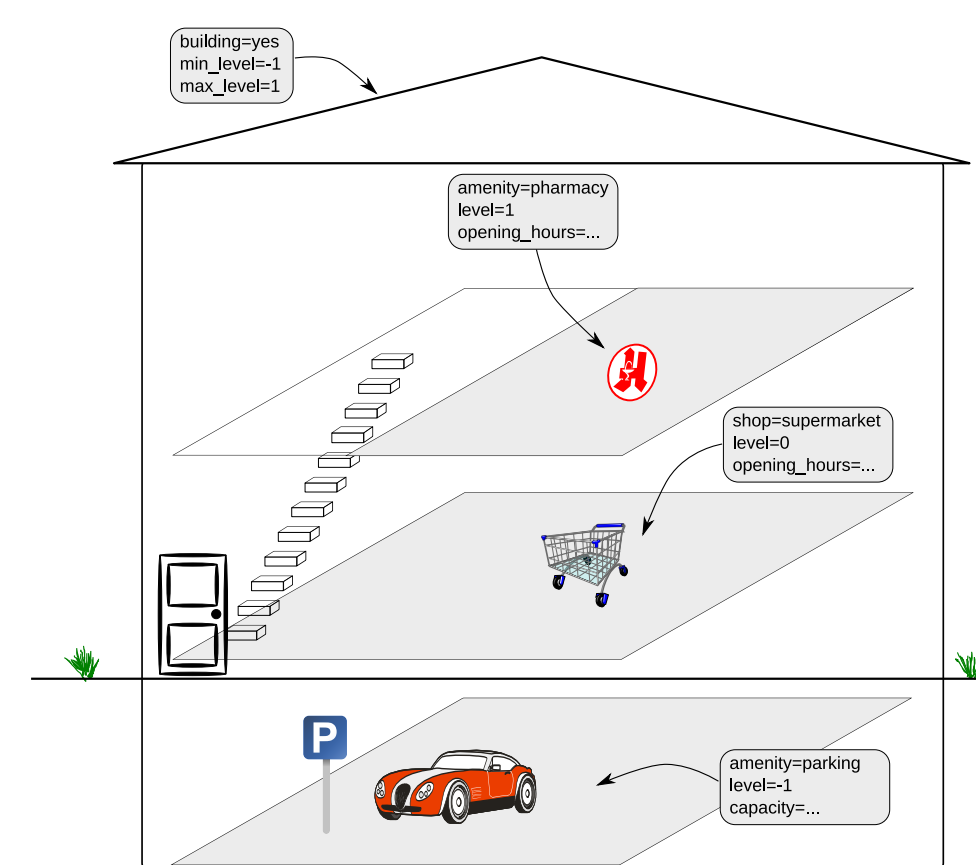 building=yes
min_level=-1
max_level=1
amenity=pharmacy
level=1
opening_hours=...
shop=supermarket
level=0
opening_hours=...
P
amenity=parking
level=-1
capacity=...